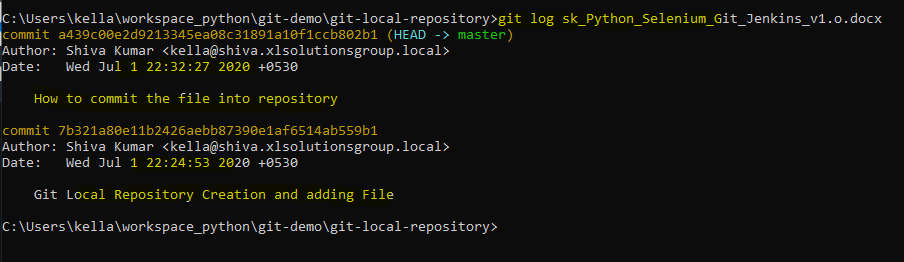 C:\Users\kella\workspace_python\git-demo\git-local-repository>git log sk_Python_Selenium_Git_Jenkins_v1.o.docx
commit a439c00e2d9213345ea08c31891a10f1ccb802b1 (HEAD -> master)
Author: Shiva Kumar <kella@shiva.xlsolutionsgroup.local>
Date:   Wed Jul 1 22:32:27 2020 +0530
How to commit the file into repository
commit 7b321a80e11b2426aebb87390e1af6514ab559b1
Author: Shiva Kumar <kella@shiva.xlsolutionsgroup.local>
Date:   Wed Jul 1 22:24:53 2020 +0530
Git Local Repository Creation and adding File
C:\Users\kella\workspace_python\git-demo\git-local-repository>